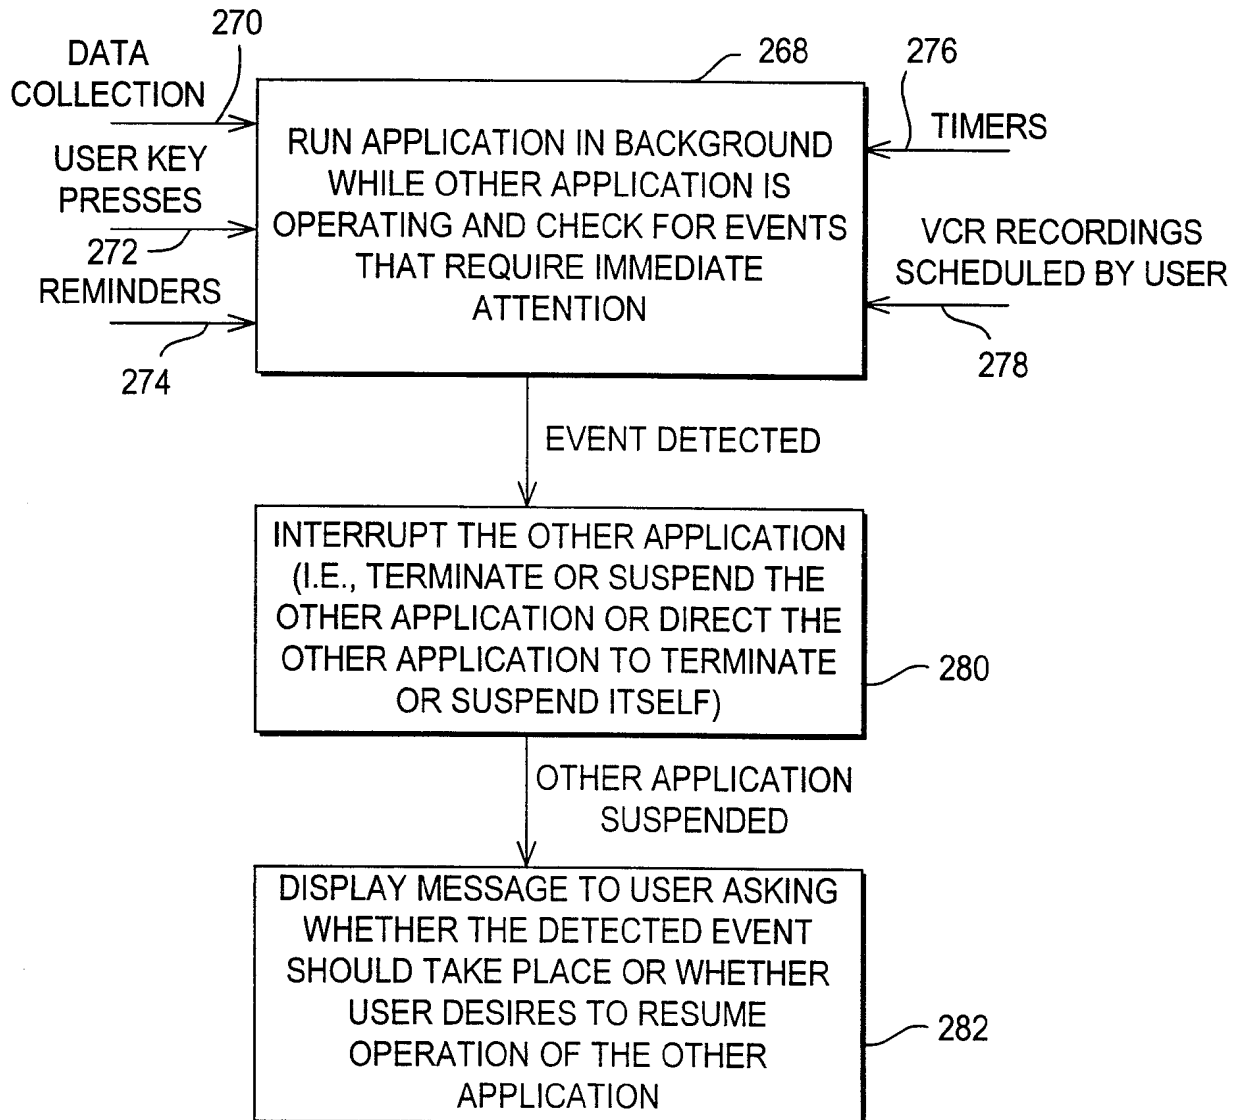 270
DATA
COLLECTION
USER KEY
PRESSES
272
REMINDERS
274
268
RUN APPLICATION IN BACKGROUND
WHILE OTHER APPLICATION IS
OPERATING AND CHECK FOR EVENTS
THAT REQUIRE IMMEDIATE
ATTENTION
276
TIMERS
VCR RECORDINGS
SCHEDULED BY USER
278
EVENT DETECTED
INTERRUPT THE OTHER APPLICATION
(I.E., TERMINATE OR SUSPEND THE
OTHER APPLICATION OR DIRECT THE
OTHER APPLICATION TO TERMINATE
OR SUSPEND ITSELF)
280
OTHER APPLICATION
SUSPENDED
DISPLAY MESSAGE TO USER ASKING
WHETHER THE DETECTED EVENT
SHOULD TAKE PLACE OR WHETHER
USER DESIRES TO RESUME
OPERATION OF THE OTHER
APPLICATION
282